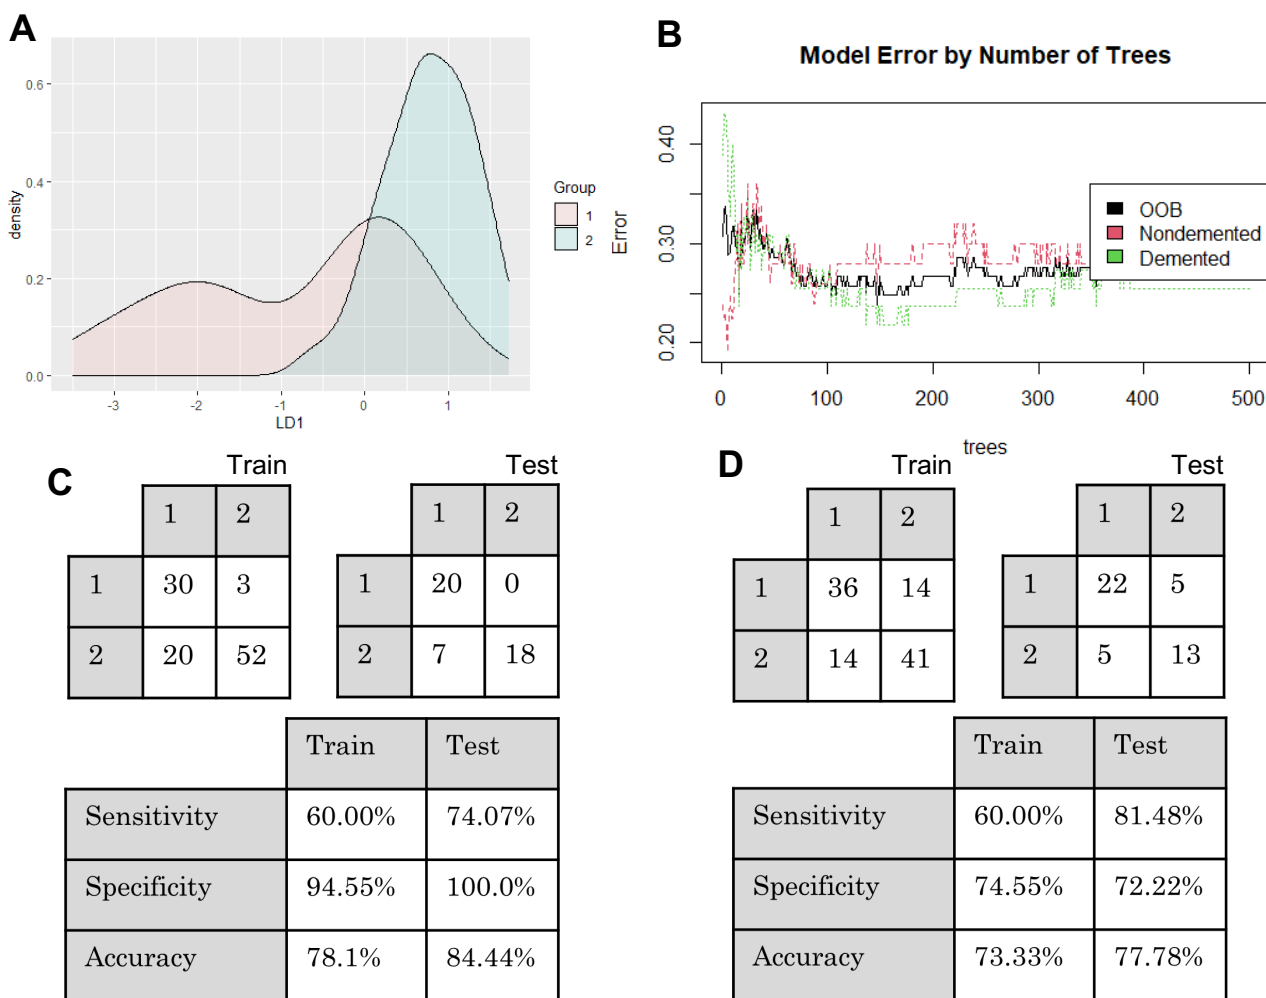 A
density
0.6
0.4
0.2
0.0
-3
-2
-1
0
1
LD1
Group
1
2
B
Model Error by Number of Trees
Error
0.40
0.30
0.20
OOB
Nondemented
Demented
0
100
200
300
400
500
trees
C
Train
1 2
1 30 3
2 20 52
Test
1 2
1 20 0
2 7 18
Train Test
Sensitivity 60.00% 74.07%
Specificity 94.55% 100.0%
Accuracy 78.1% 84.44%
D
Train
1 2
1 36 14
2 14 41
Test
1 2
1 22 5
2 5 13
Train Test
Sensitivity 60.00% 81.48%
Specificity 74.55% 72.22%
Accuracy 73.33% 77.78%